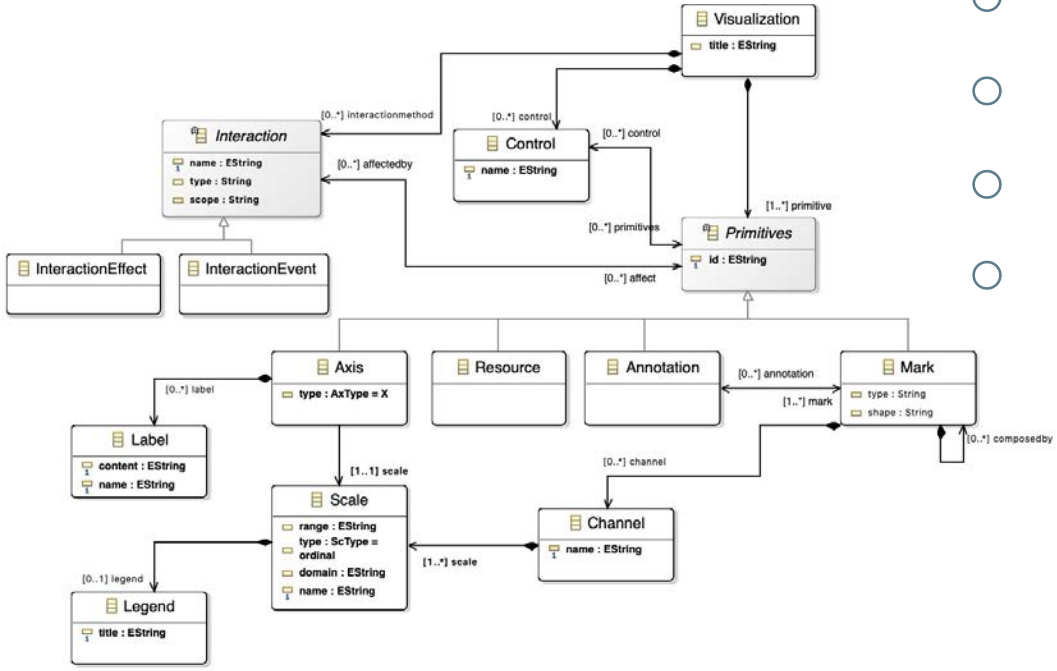 Visualization
title : EString
[0..*] interactionmethod
[0..*] control
Interaction
name : EString
type : String
scope : String
Control
name : EString
[0..*] control
[0..*] affectedby
[1..*] primitive
[0..*] primitives
Primitives
id : EString
[0..*] affect
InteractionEffect
InteractionEvent
Axis
type : AxType = X
Resource
Annotation
[0..*] annotation
[1..*] mark
Mark
type : String
shape : String
[0..*] label
[0..*] composedby
Label
content : EString
name : EString
[1..1] scale
[0..*] channel
Scale
range : EString
type : ScType =
ordinal
domain : EString
name : EString
Channel
name : EString
[1..*] scale
[0..1] legend
Legend
title : EString